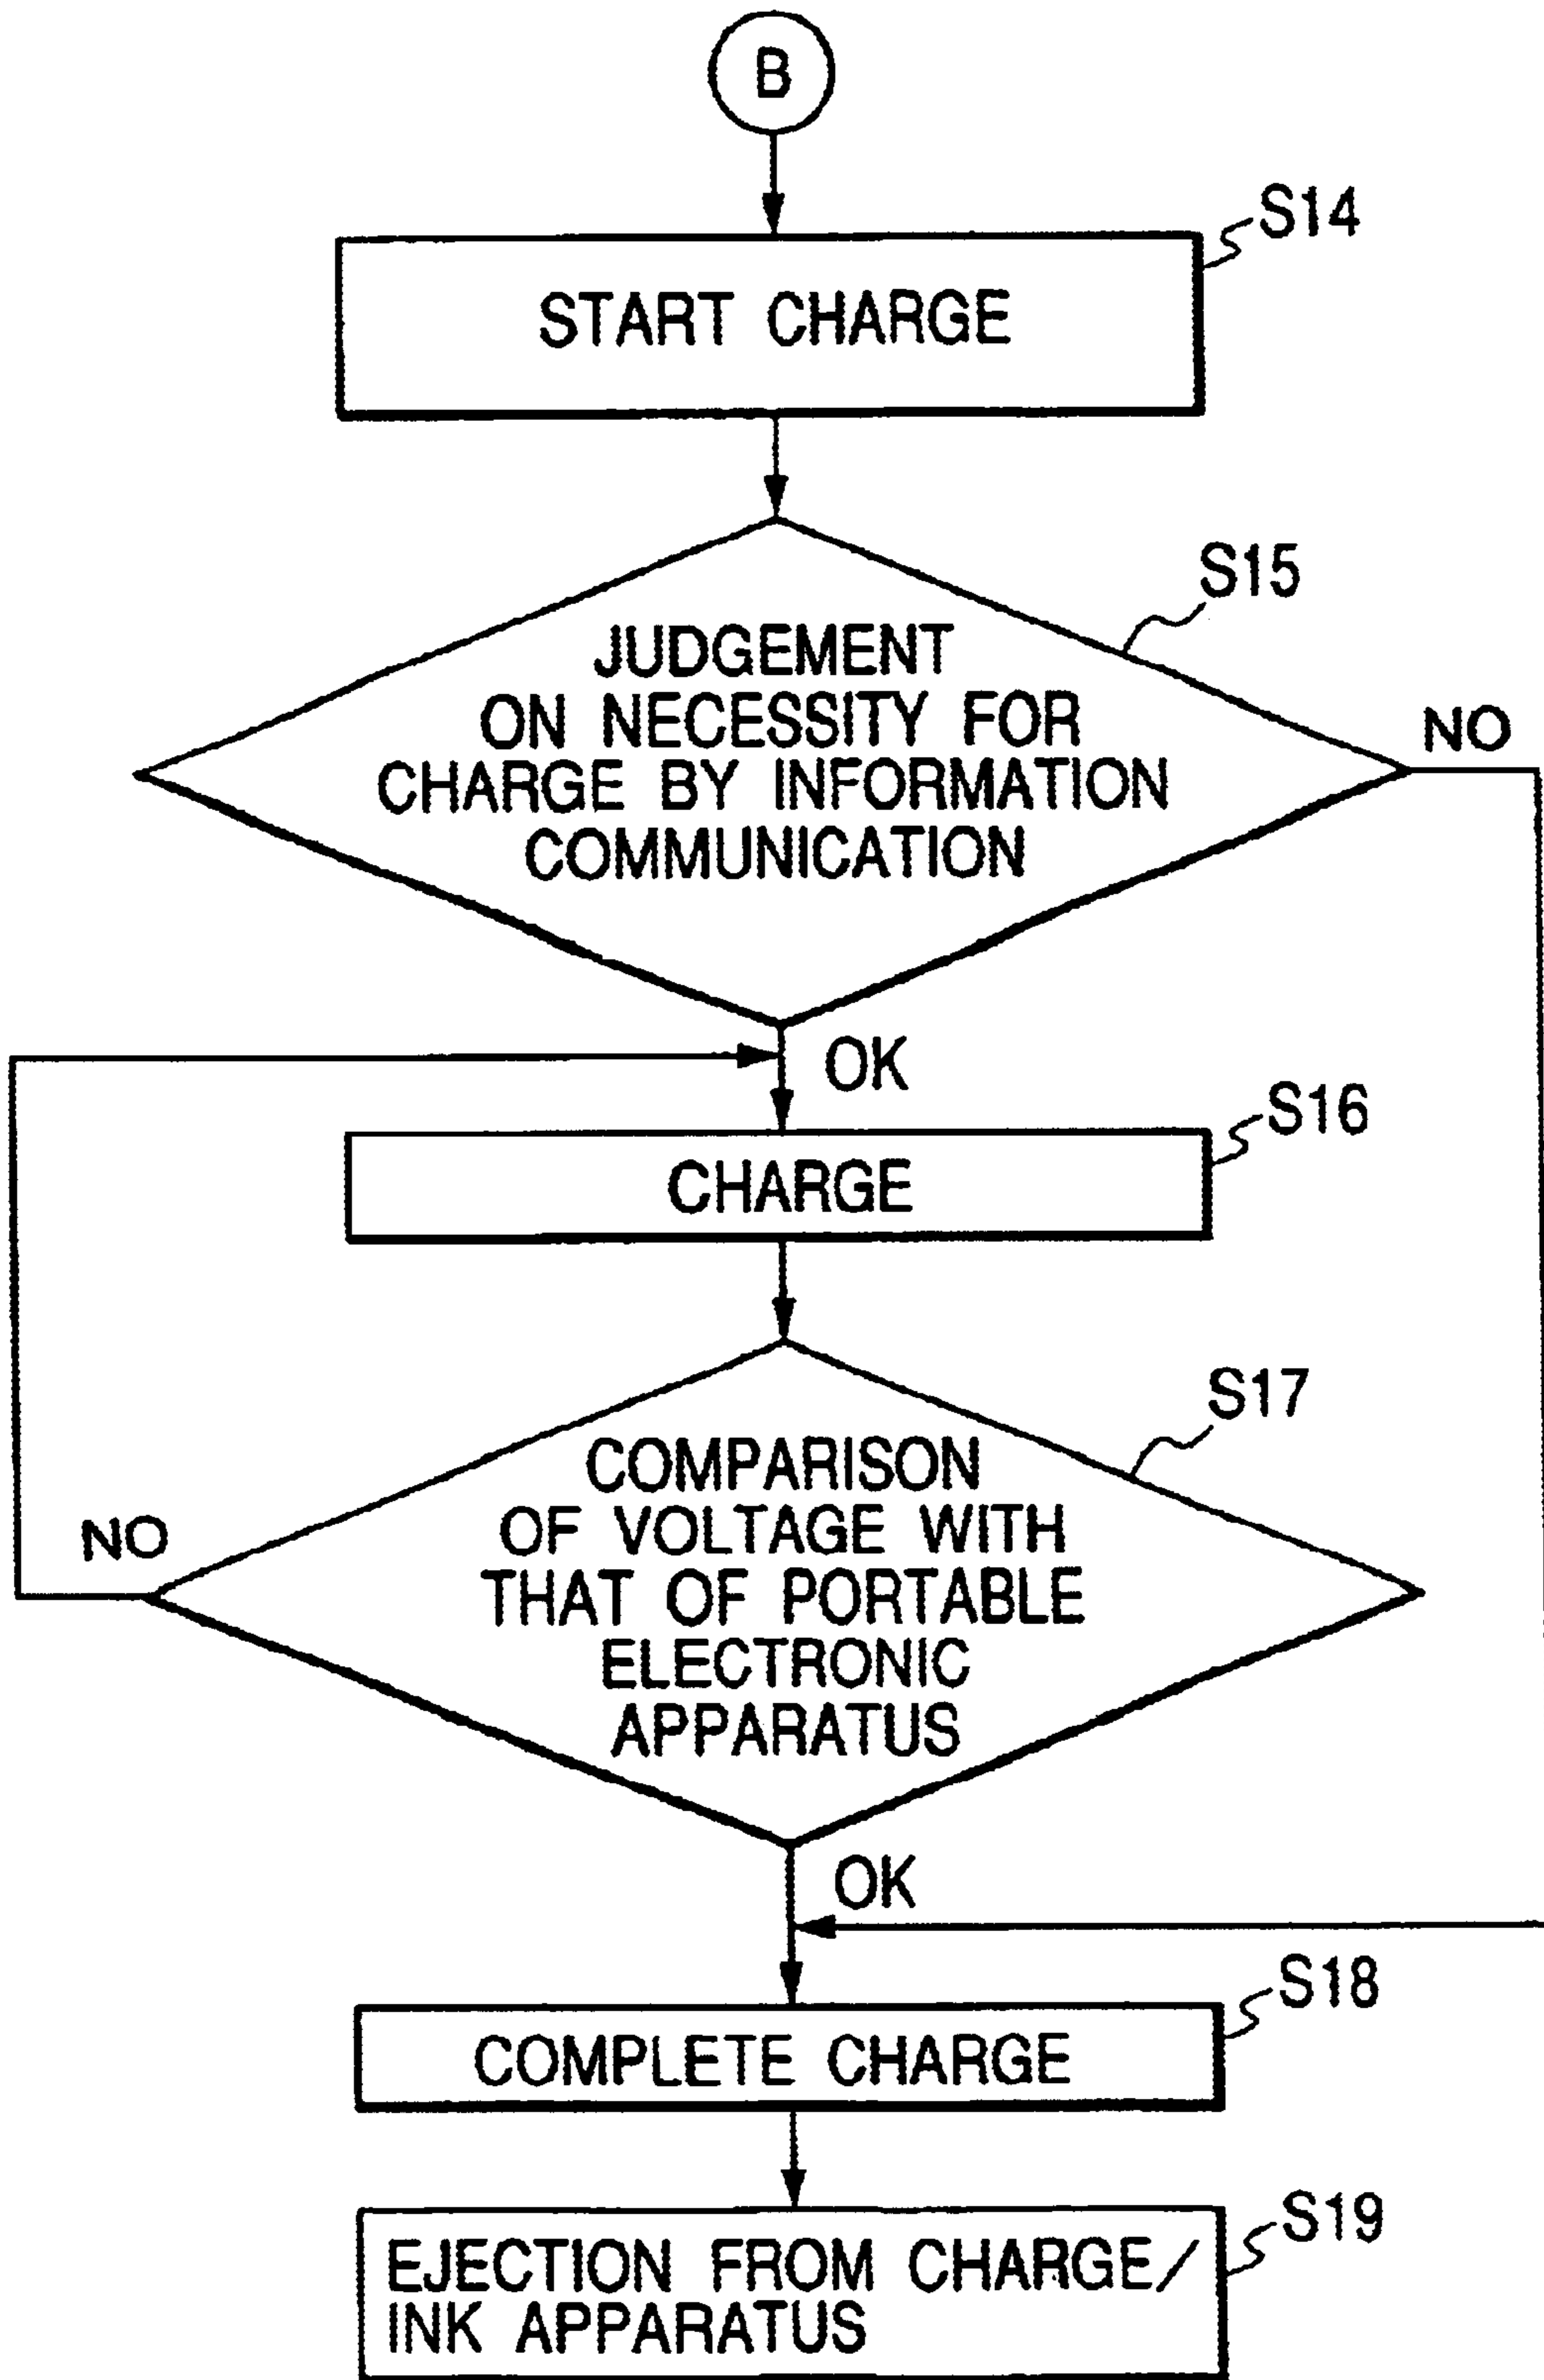 B
S14
START CHARGE
S15
JUDGEMENT
ON NECESSITY FOR
CHARGE BY INFORMATION
COMMUNICATION
NO
OK
S16
CHARGE
S17
COMPARISON
OF VOLTAGE WITH
THAT OF PORTABLE
ELECTRONIC
APPARATUS
NO
OK
S18
COMPLETE CHARGE
S19
EJECTION FROM CHARGE/
INK APPARATUS